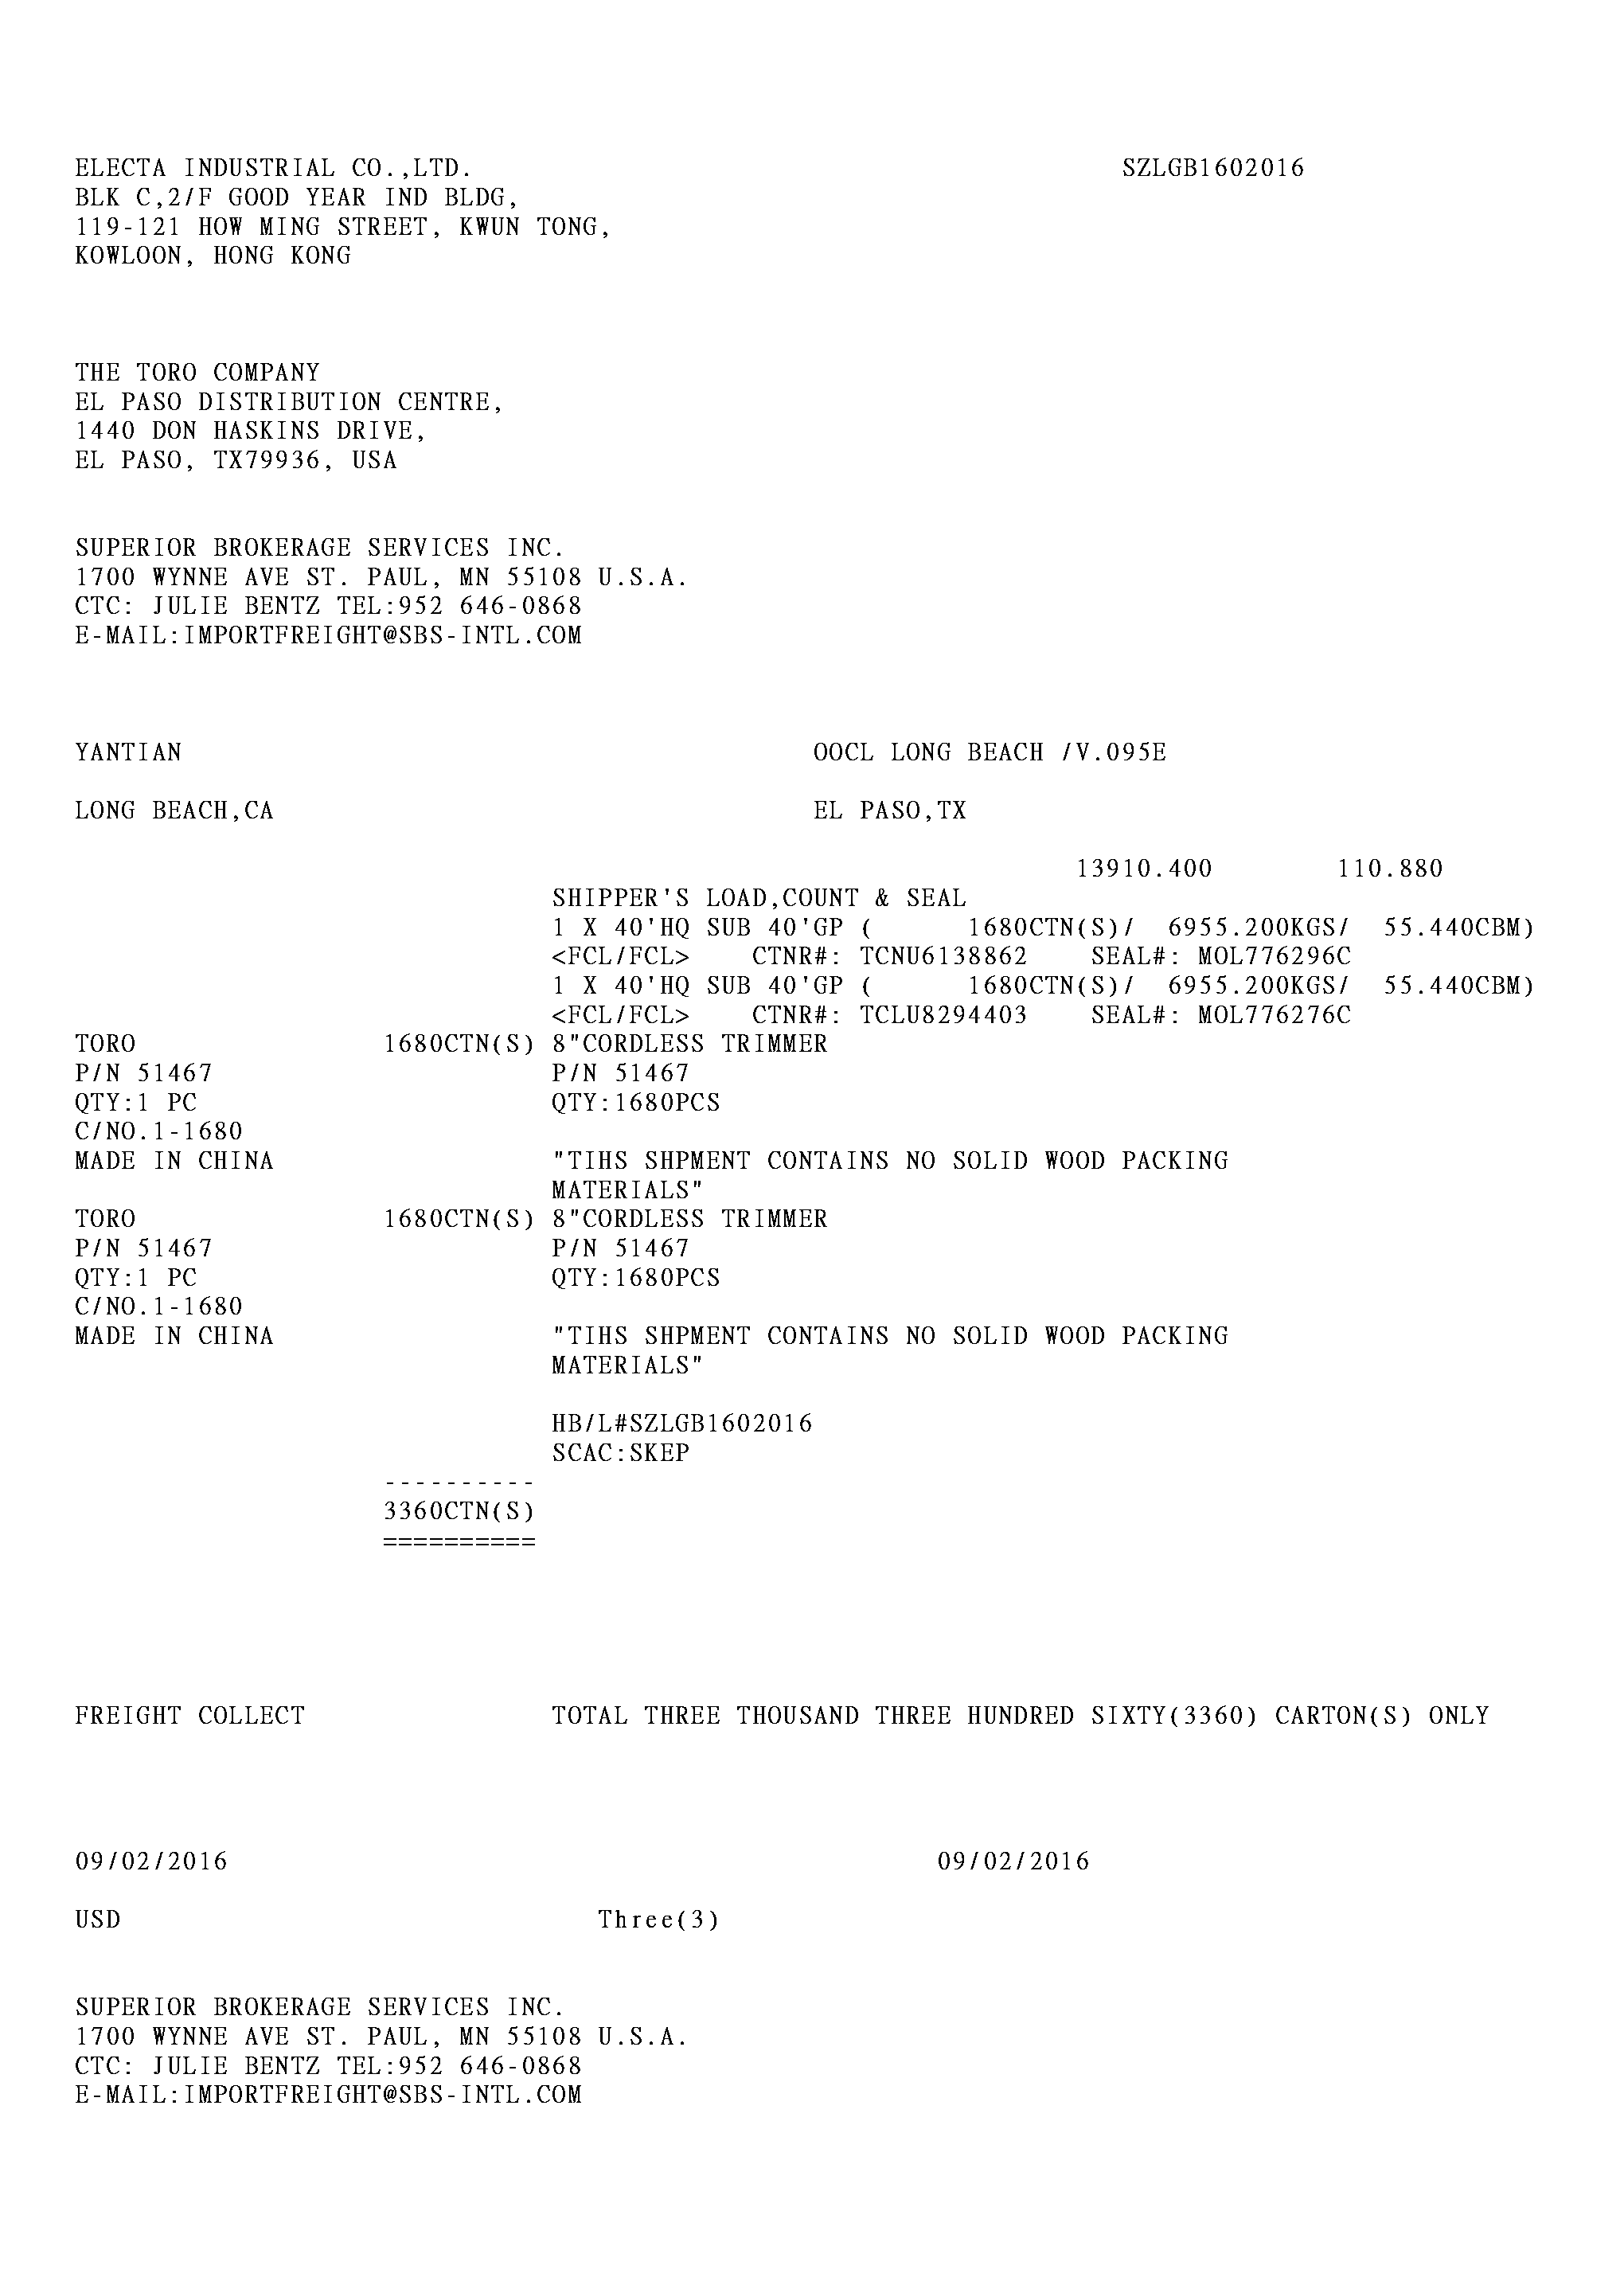 ELECTA INDUSTRIAL CO.,LTD. SZLGB1602016
BLK C,2/F GOOD YEAR IND BLDG,
119-121 HOW MING STREET, KWUN TONG,
KOWLOON, HONG KONG
THE TORO COMPANY
EL PASO DISTRIBUTION CENTRE,
1440 DON HASKINS DRIVE,
EL PASO, TX79936, USA
SUPERIOR BROKERAGE SERVICES INC.
1700 WYNNE AVE ST. PAUL, MN 55108 U.S.A.
CTC: JULIE BENTZ TEL:952 646-0868
E-MAIL:IMPORTFREIGHT@SBS-INTL.COM
YANTIAN OOCL LONG BEACH /V.095E
LONG BEACH,CA EL PASO,TX
13910.400 110.880
SHIPPER'S LOAD,COUNT & SEAL
1 X 40'HQ SUB 40'GP ( 1680CTN(S)/ 6955.200KGS/ 55.440CBM)
<FCL/FCL> CTNR#: TCNU6138862 SEAL#: MOL776296C
1 X 40'HQ SUB 40'GP ( 1680CTN(S)/ 6955.200KGS/ 55.440CBM)
<FCL/FCL> CTNR#: TCLU8294403 SEAL#: MOL776276C
TORO 1680CTN(S) 8"CORDLESS TRIMMER
P/N 51467 P/N 51467
QTY:1 PC QTY:1680PCS
C/NO.1-1680
MADE IN CHINA "TIHS SHPMENT CONTAINS NO SOLID WOOD PACKING
MATERIALS"
TORO 1680CTN(S) 8"CORDLESS TRIMMER
P/N 51467 P/N 51467
QTY:1 PC QTY:1680PCS
C/NO.1-1680
MADE IN CHINA "TIHS SHPMENT CONTAINS NO SOLID WOOD PACKING
MATERIALS"
HB/L#SZLGB1602016
SCAC:SKEP
----------
3360CTN(S)
==========
FREIGHT COLLECT TOTAL THREE THOUSAND THREE HUNDRED SIXTY(3360) CARTON(S) ONLY
09/02/2016 09/02/2016
USD Three(3)
SUPERIOR BROKERAGE SERVICES INC.
1700 WYNNE AVE ST. PAUL, MN 55108 U.S.A.
CTC: JULIE BENTZ TEL:952 646-0868
E-MAIL:IMPORTFREIGHT@SBS-INTL.COM